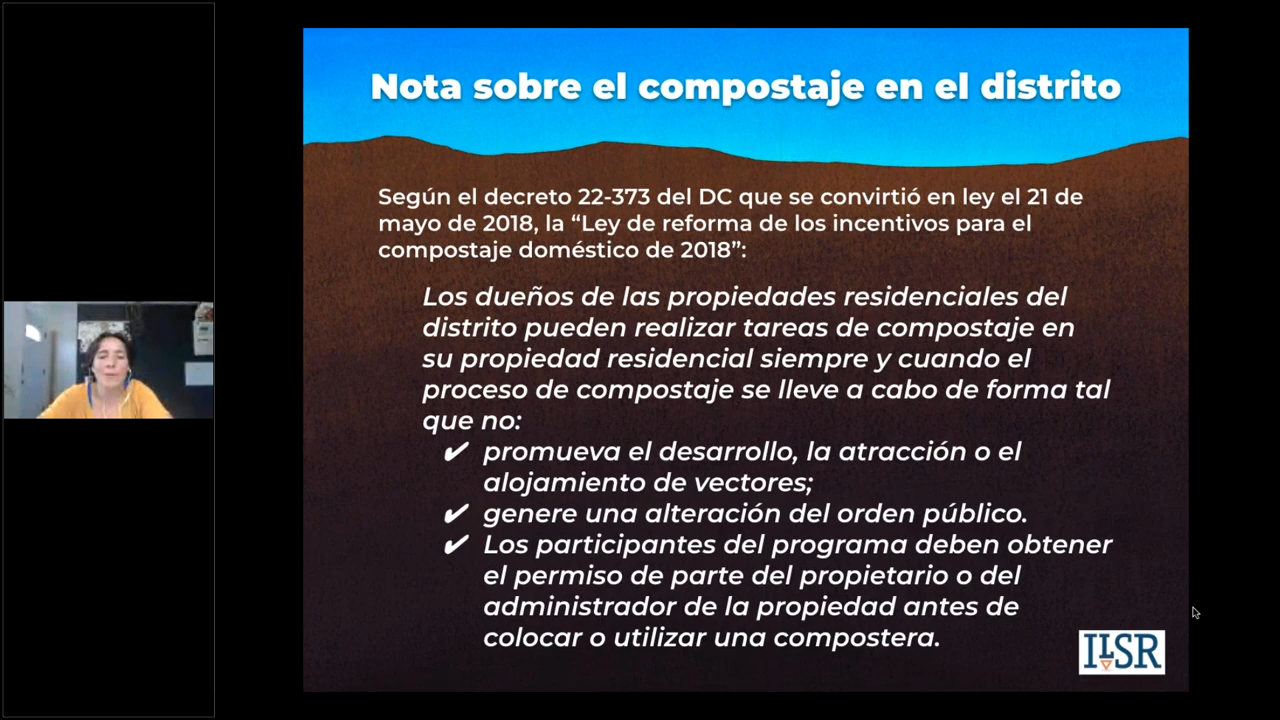 Nota sobre el compostaje en el distrito
Según el decreto 22-373 del DC que se convirtió en ley el 21 de
mayo de 2018, la “Ley de reforma de los incentivos para el
compostaje doméstico de 2018”:
Los dueños de las propiedades residenciales del
distrito pueden realizar tareas de compostaje en
su propiedad residencial siempre y cuando el
proceso de compostaje se lleve a cabo de forma tal
que no:
✔ promueva el desarrollo, la atracción o el
alojamiento de vectores;
✔ genere una alteración del orden público.
✔ Los participantes del programa deben obtener
el permiso de parte del propietario o del
administrador de la propiedad antes de
colocar o utilizar una compostera.
ILSR